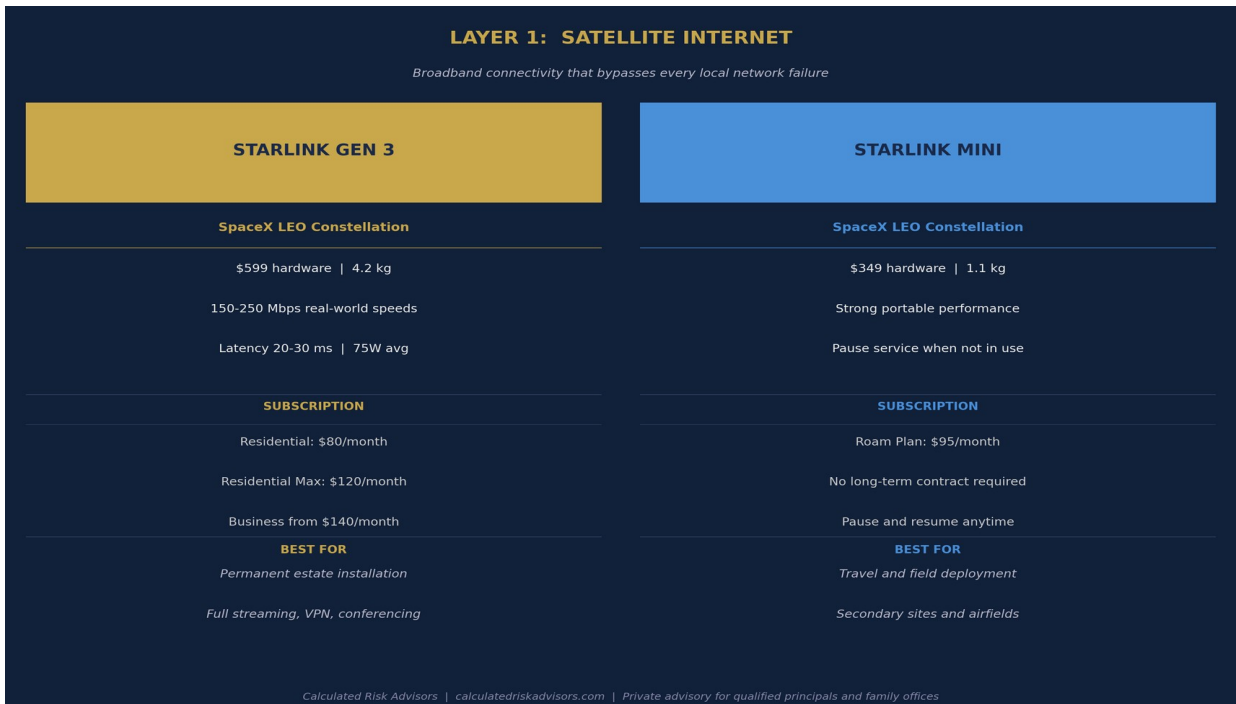 LAYER 1:  SATELLITE INTERNET
Broadband connectivity that bypasses every local network failure
STARLINK GEN 3
SpaceX LEO Constellation
$599 hardware  |  4.2 kg
150-250 Mbps real-world speeds
Latency 20-30 ms  |  75W avg
SUBSCRIPTION
Residential: $80/month
Residential Max: $120/month
Business from $140/month
BEST FOR
Permanent estate installation
Full streaming, VPN, conferencing
STARLINK MINI
SpaceX LEO Constellation
$349 hardware  |  1.1 kg
Strong portable performance
Pause service when not in use
SUBSCRIPTION
Roam Plan: $95/month
No long-term contract required
Pause and resume anytime
BEST FOR
Travel and field deployment
Secondary sites and airfields
Calculated Risk Advisors  |  calculatedriskadvisors.com  |  Private advisory for qualified principals and family offices